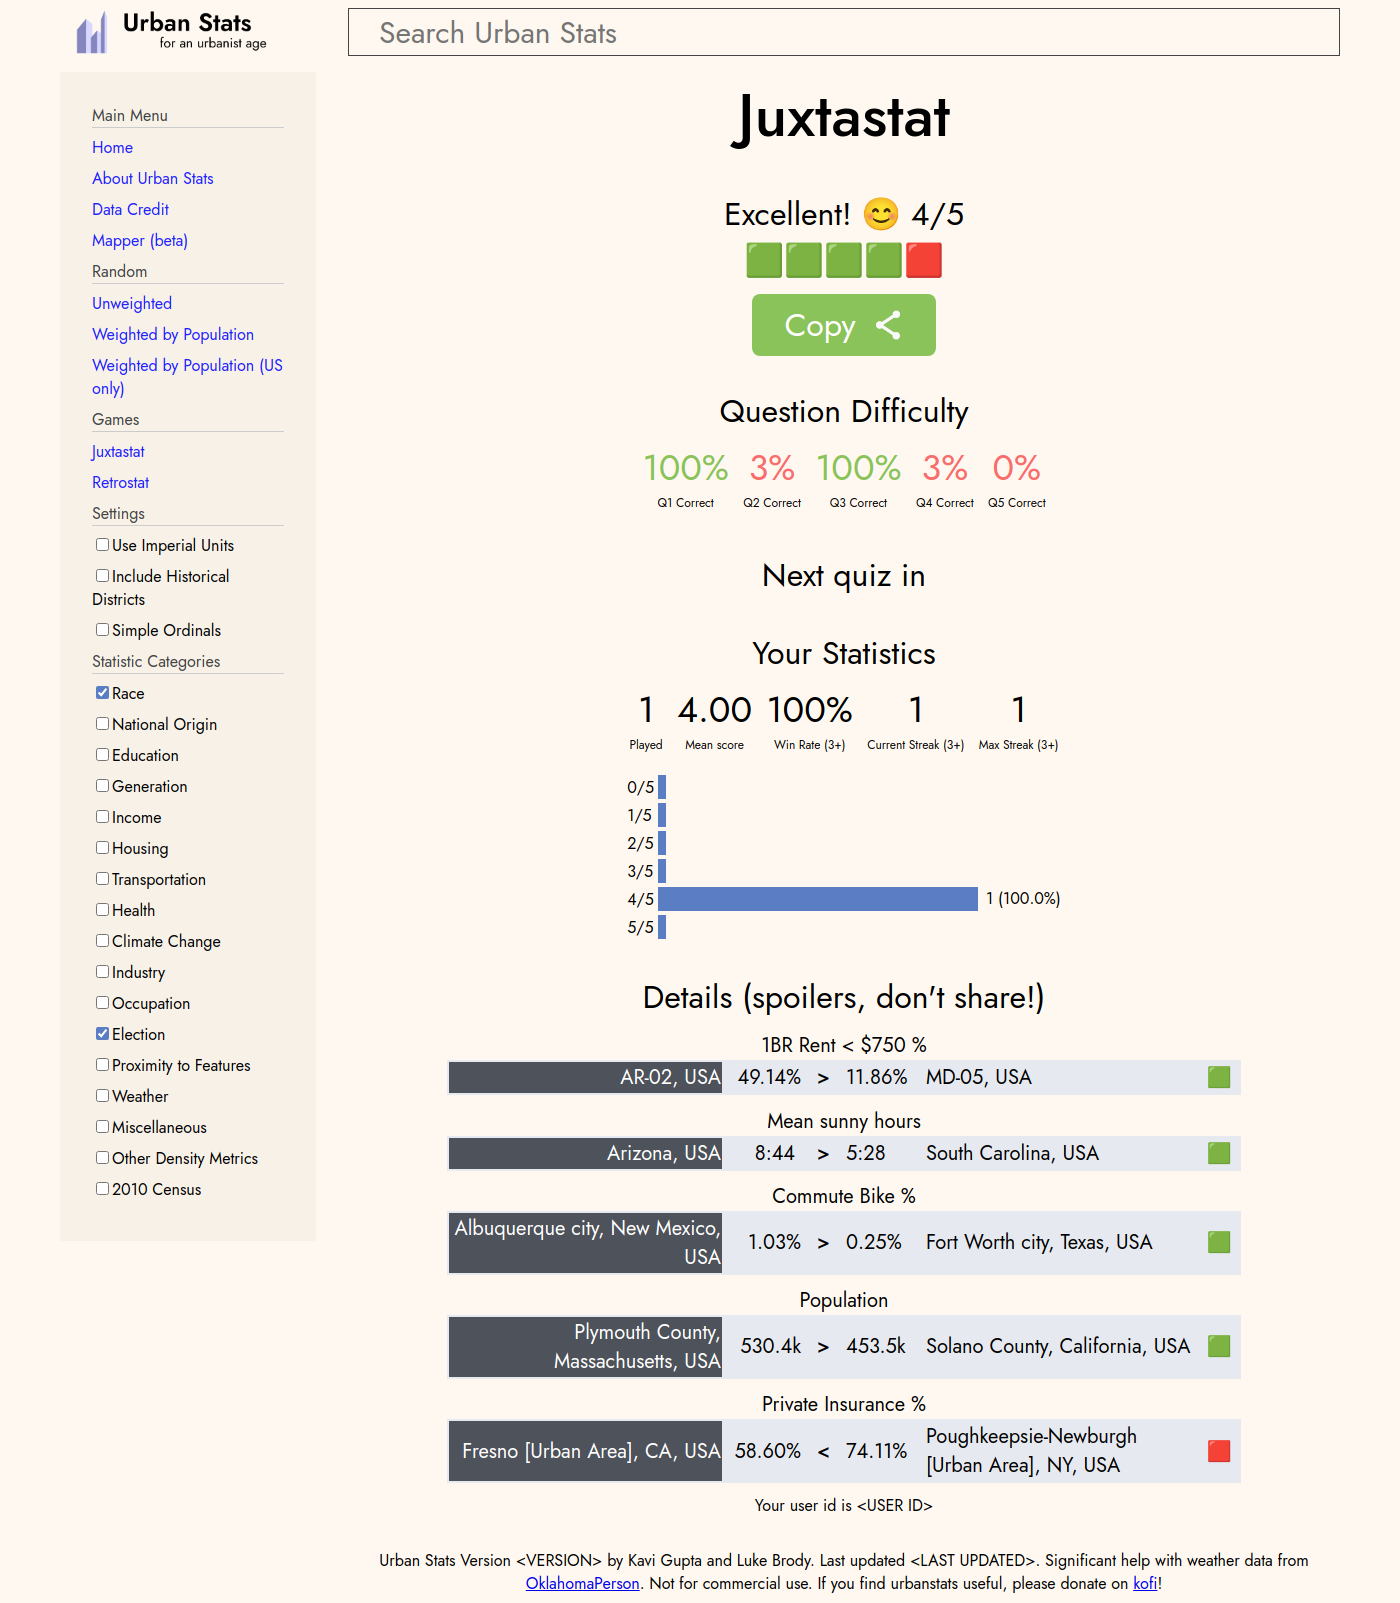 Urban Stats
for an urbanist age
Search Urban Stats
Main Menu
Home
About Urban Stats
Data Credit
Mapper (beta)
Random
Unweighted
Weighted by Population
Weighted by Population (US
only)
Games
Juxtastat
Retrostat
Settings
Use Imperial Units
Include Historical
Districts
Simple Ordinals
Statistic Categories
Race
National Origin
Education
Generation
Income
Housing
Transportation
Health
Climate Change
Industry
Occupation
Election
Proximity to Features
Weather
Miscellaneous
Other Density Metrics
2010 Census
Juxtastat
Excellent! 😊 4/5
Copy
Question Difficulty
100% 3% 100% 3% 0%
Q1 Correct Q2 Correct Q3 Correct Q4 Correct Q5 Correct
Next quiz in
Your Statistics
1 4.00 100% 1 1
Played Mean score Win Rate (3+) Current Streak (3+) Max Streak (3+)
0/5
1/5
2/5
3/5
4/5 1 (100.0%)
5/5
Details (spoilers, don't share!)
1BR Rent < $750 %
AR-02, USA 49.14% > 11.86% MD-05, USA
Mean sunny hours
Arizona, USA 8:44 > 5:28 South Carolina, USA
Commute Bike %
Albuquerque city, New Mexico,
USA 1.03% > 0.25% Fort Worth city, Texas, USA
Population
Plymouth County,
Massachusetts, USA 530.4k > 453.5k Solano County, California, USA
Private Insurance %
Fresno [Urban Area], CA, USA 58.60% < 74.11% Poughkeepsie-Newburgh
[Urban Area], NY, USA
Your user id is <USER ID>
Urban Stats Version <VERSION> by Kavi Gupta and Luke Brody. Last updated <LAST UPDATED>. Significant help with weather data from
OklahomaPerson. Not for commercial use. If you find urbanstats useful, please donate on kofi!